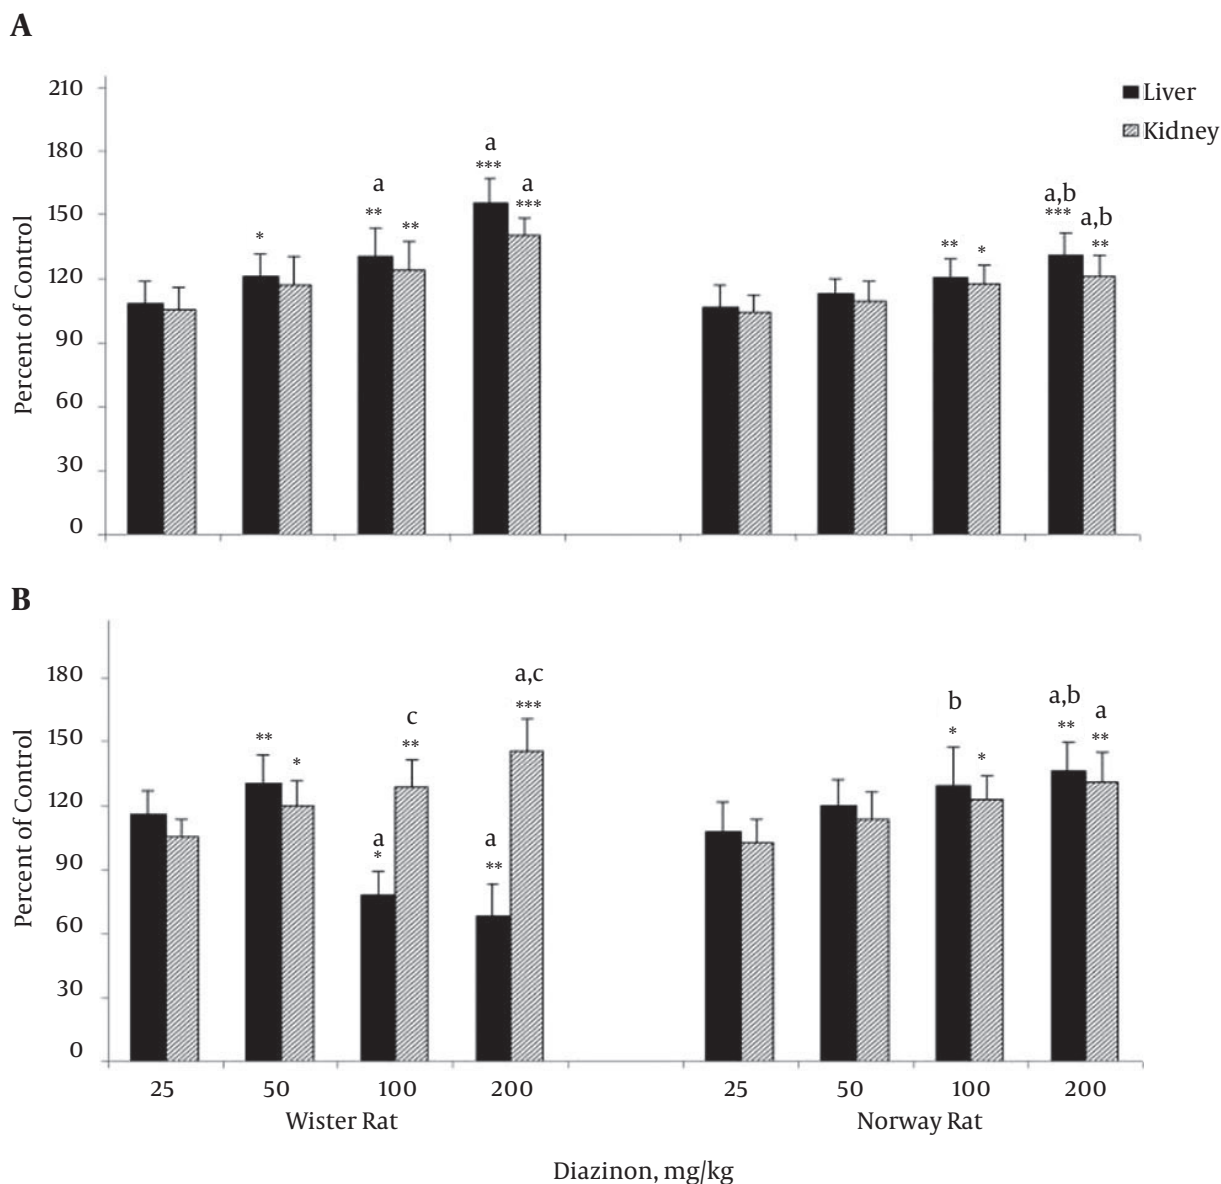 A
210
180
150
120
90
60
30
0
Percent of Control
Liver
Kidney
*
a
**
**
a
***
a
***
**
*
a,b
***
a,b
**
B
180
150
120
90
60
30
0
Percent of Control
**
*
a
*
c
**
a
**
a,c
***
b
*
*
a,b
**
a
**
25 50 100 200 25 50 100 200
Wister Rat Norway Rat
Diazinon, mg/kg